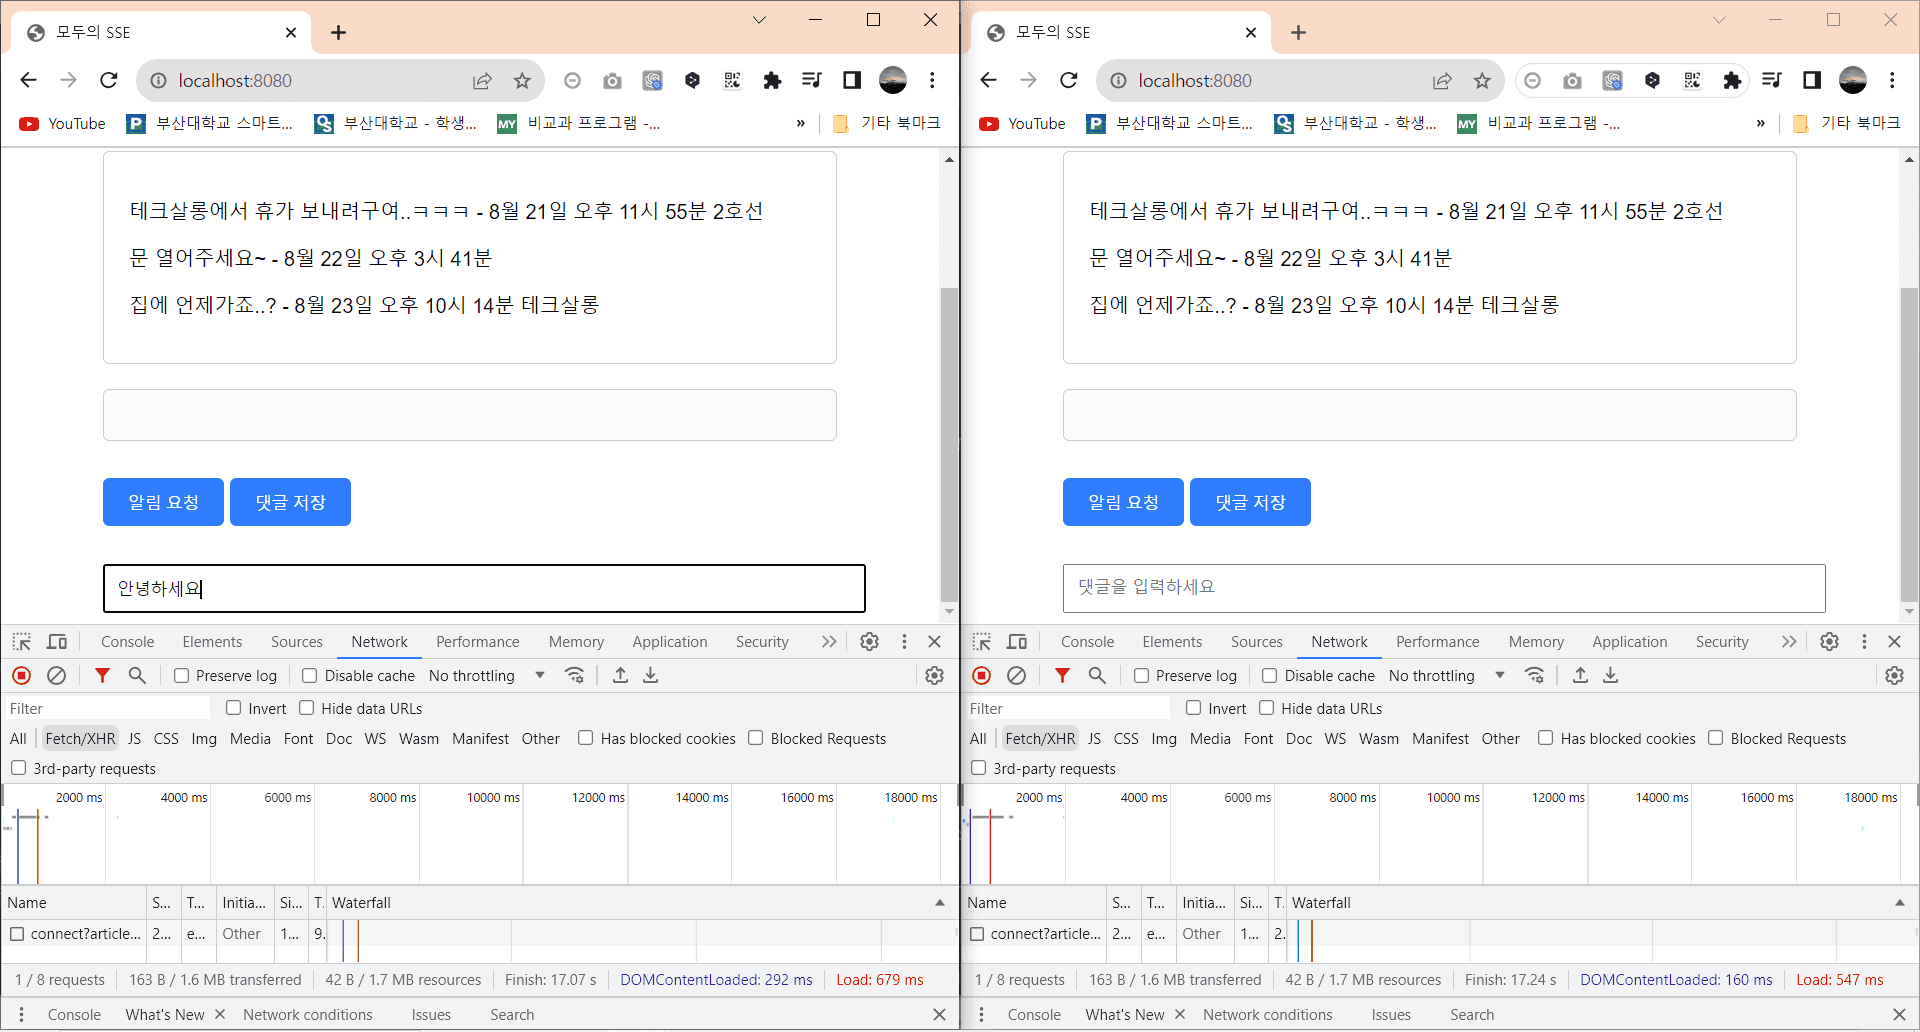 모두의 SSE
localhost:8080
YouTube 부산대학교 스마트... 부산대학교 - 학생... MY 비교과 프로그램 -... » 기타 북마크
테크살롱에서 휴가 보내려구여..ㅋㅋㅋ - 8월 21일 오후 11시 55분 2호선
문 열어주세요~ - 8월 22일 오후 3시 41분
집에 언제가죠..? - 8월 23일 오후 10시 14분 테크살롱
알림 요청 댓글 저장
안녕하세요
Console Elements Sources Network Performance Memory Application Security
Preserve log Disable cache No throttling
Filter Invert Hide data URLs
All Fetch/XHR JS CSS Img Media Font Doc WS Wasm Manifest Other Has blocked cookies Blocked Requests
3rd-party requests
2000 ms 4000 ms 6000 ms 8000 ms 10000 ms 12000 ms 14000 ms 16000 ms 18000 ms
Name S... T... Initia... Si... T. Waterfall
connect?article... 2... e... Other 1... 9.
1 / 8 requests 163 B / 1.6 MB transferred 42 B / 1.7 MB resources Finish: 17.07 s DOMContentLoaded: 292 ms Load: 679 ms
Console What's New Network conditions Issues Search
모두의 SSE
localhost:8080
YouTube 부산대학교 스마트... 부산대학교 - 학생... MY 비교과 프로그램 -... » 기타 북마크
테크살롱에서 휴가 보내려구여..ㅋㅋㅋ - 8월 21일 오후 11시 55분 2호선
문 열어주세요~ - 8월 22일 오후 3시 41분
집에 언제가죠..? - 8월 23일 오후 10시 14분 테크살롱
알림 요청 댓글 저장
댓글을 입력하세요
Console Elements Sources Network Performance Memory Application Security
Preserve log Disable cache No throttling
Filter Invert Hide data URLs
All Fetch/XHR JS CSS Img Media Font Doc WS Wasm Manifest Other Has blocked cookies Blocked Requests
3rd-party requests
2000 ms 4000 ms 6000 ms 8000 ms 10000 ms 12000 ms 14000 ms 16000 ms 18000 ms
Name S... T... Initia... Si... T. Waterfall
connect?article... 2... e... Other 1... 2.
1 / 8 requests 163 B / 1.6 MB transferred 42 B / 1.7 MB resources Finish: 17.24 s DOMContentLoaded: 160 ms Load: 547 ms
Console What's New Network conditions Issues Search